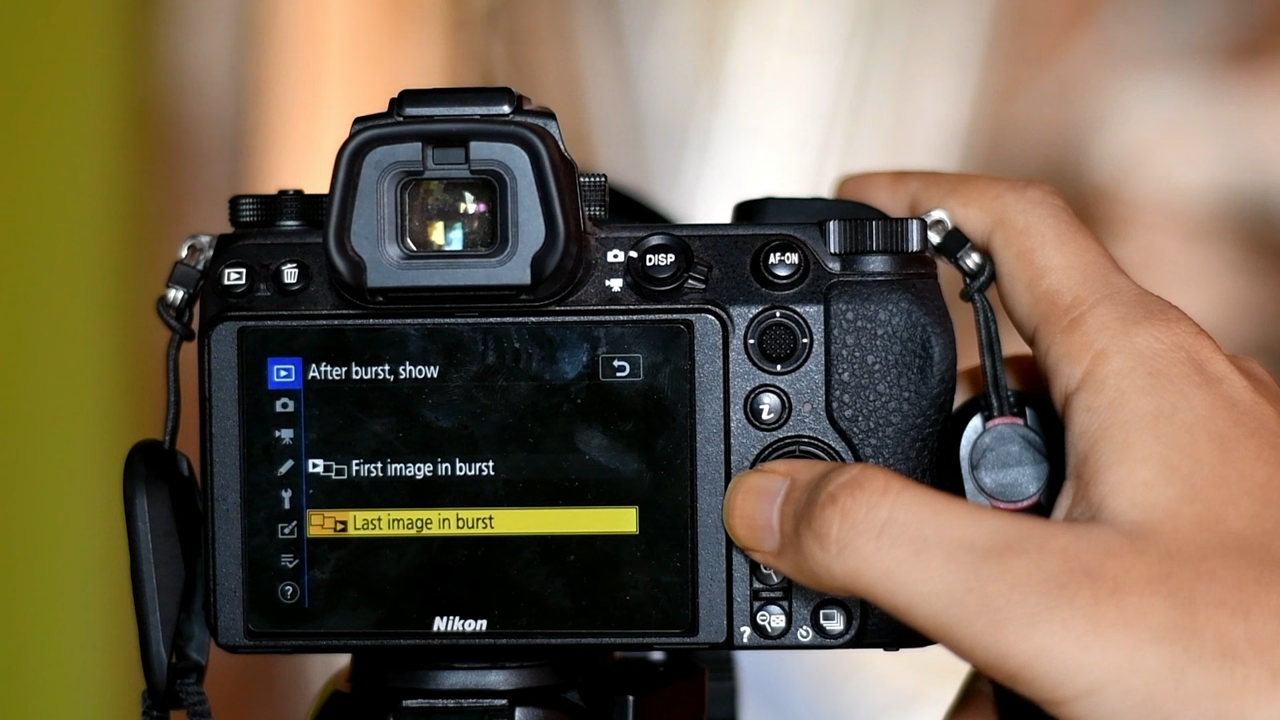 DISP
AF-ON
After burst, show
i
First image in burst
Last image in burst
?
Nikon
?